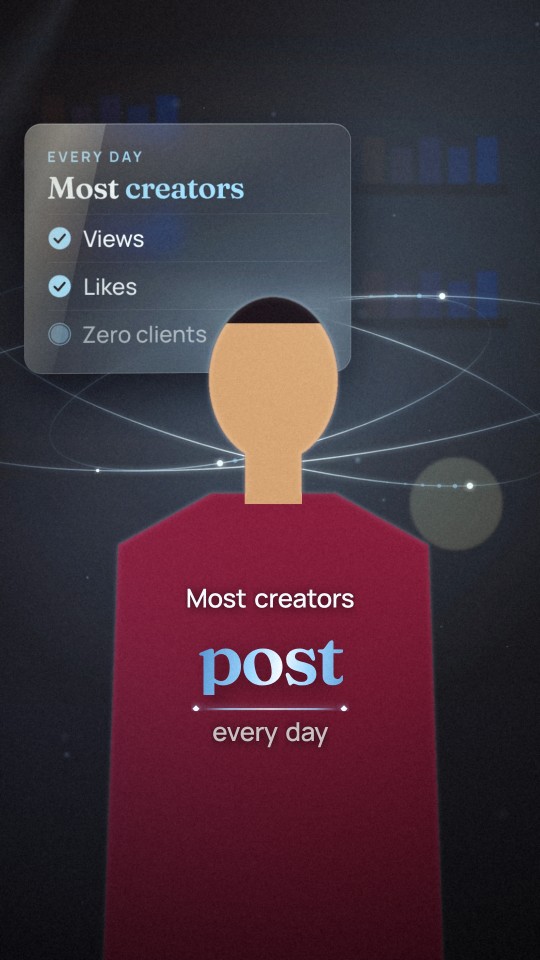 EVERY DAY
Most creators
Views
Likes
Zero clients
Most creators
post
every day